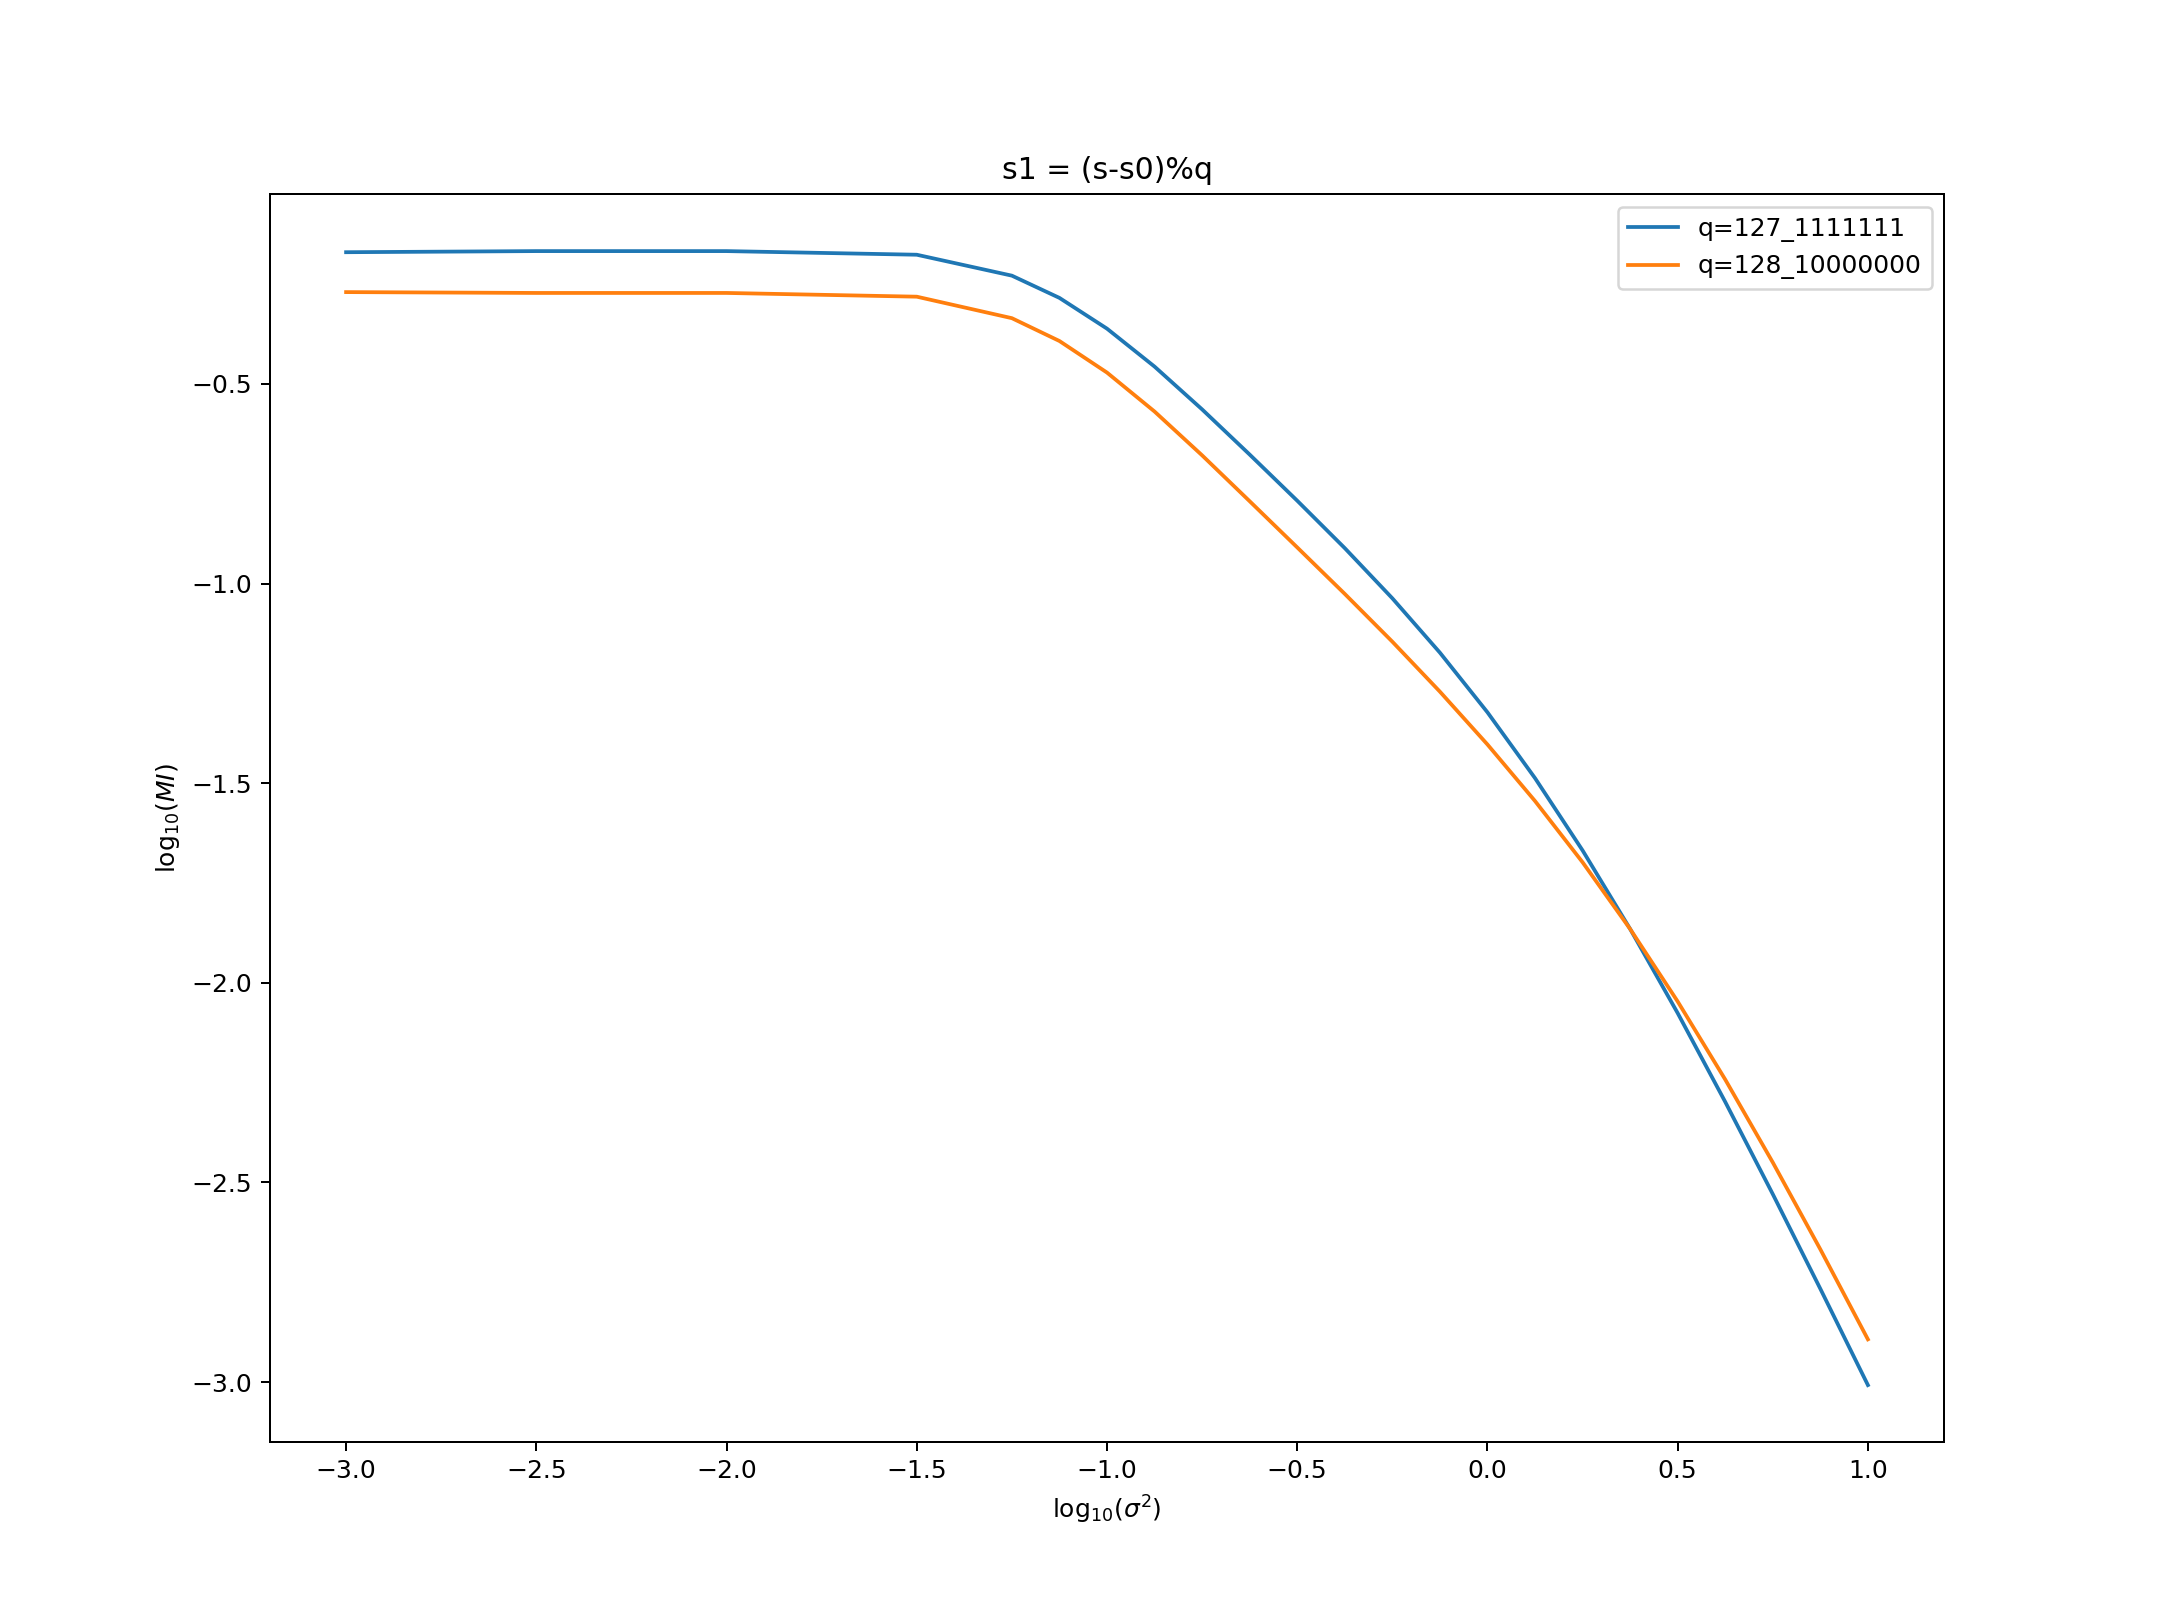 s1 = (s-s0)%q
q=127_1111111
q=128_10000000
log₁₀(MI)
−0.5
−1.0
−1.5
−2.0
−2.5
−3.0
−3.0 −2.5 −2.0 −1.5 −1.0 −0.5 0.0 0.5 1.0
log₁₀(σ²)